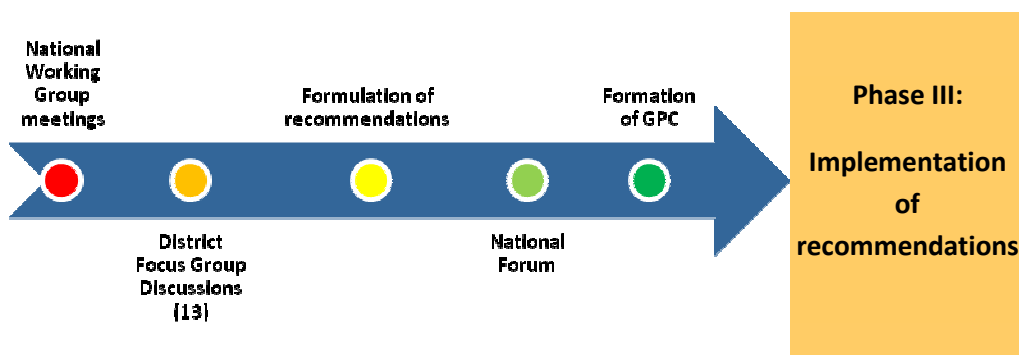 National
Working
Group
meetings
District
Focus Group
Discussions
(13)
Formulation of
recommendations
National
Forum
Formation
of GPC
Phase III:
Implementation
of
recommendations